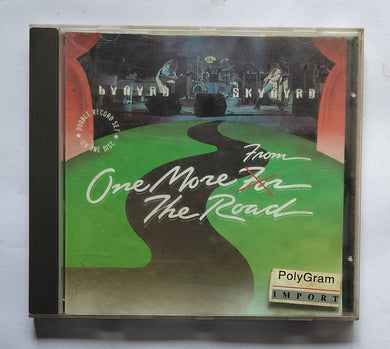 LYNYRD SKYNYRD
★ DOUBLE RECORD SET ★
ON ONE DISC
From
One More For
The Road
PolyGram
IMPORT